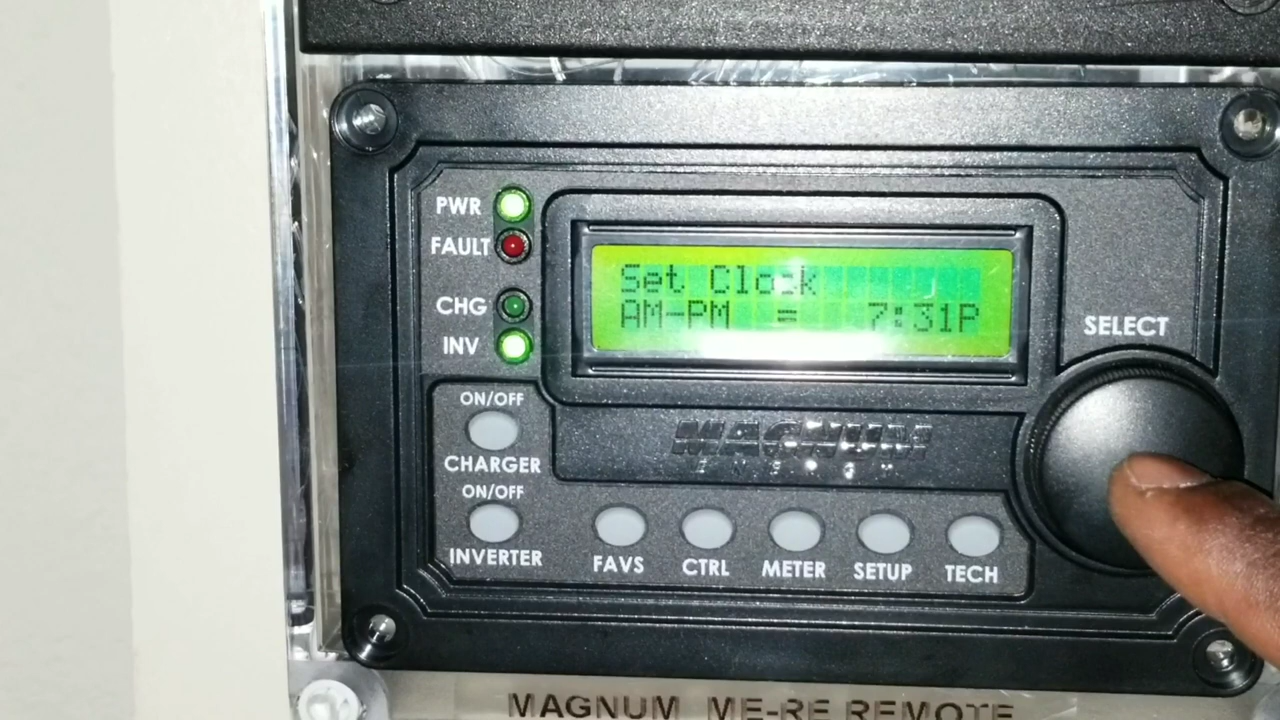 PWR
FAULT
CHG
INV
Set Clock
AM-PM = 7:31P
SELECT
ON/OFF
CHARGER
ON/OFF
INVERTER
MAGNUM
ENERGY
FAVS
CTRL
METER
SETUP
TECH
MAGNUM ME-RE REMOTE